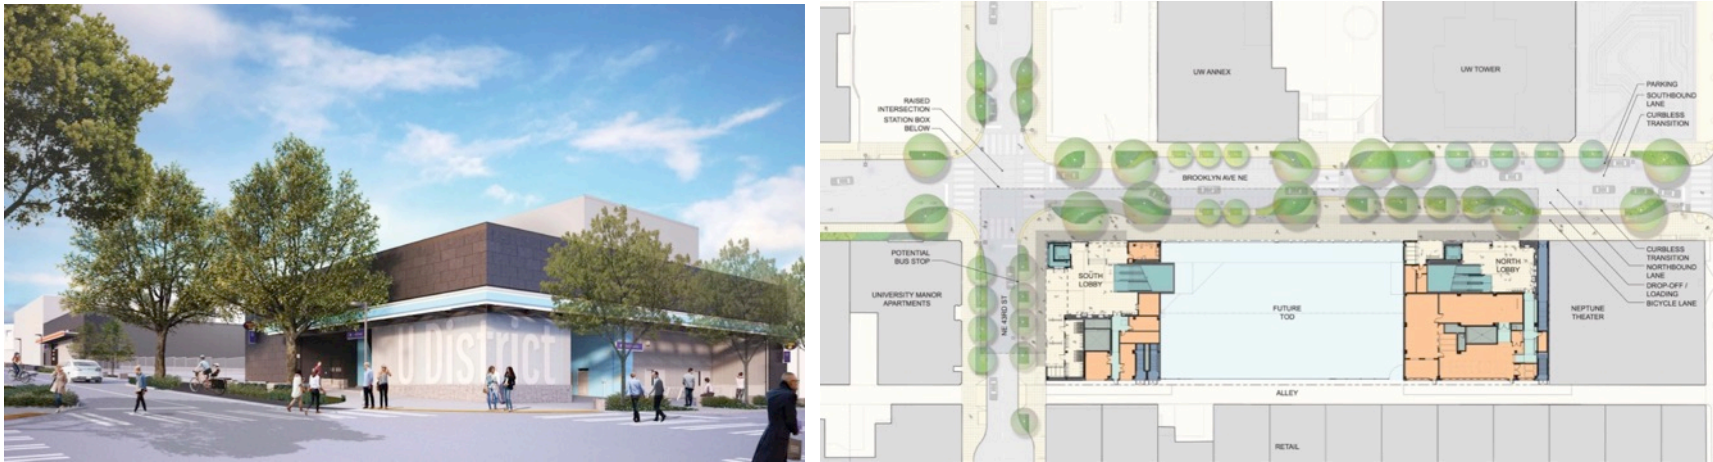 U District
UW ANNEX
UW TOWER
PARKING
SOUTHBOUND
LANE
CURBLESS
TRANSITION
RAISED
INTERSECTION
STATION BOX
BELOW
BROOKLYN AVE NE
POTENTIAL
BUS STOP
SOUTH
LOBBY
NORTH
LOBBY
CURBLESS
TRANSITION
NORTHBOUND
LANE
DROP-OFF /
LOADING
BICYCLE LANE
UNIVERSITY MANOR
APARTMENTS
NE 43RD ST
FUTURE
TOD
NEPTUNE
THEATER
ALLEY
RETAIL